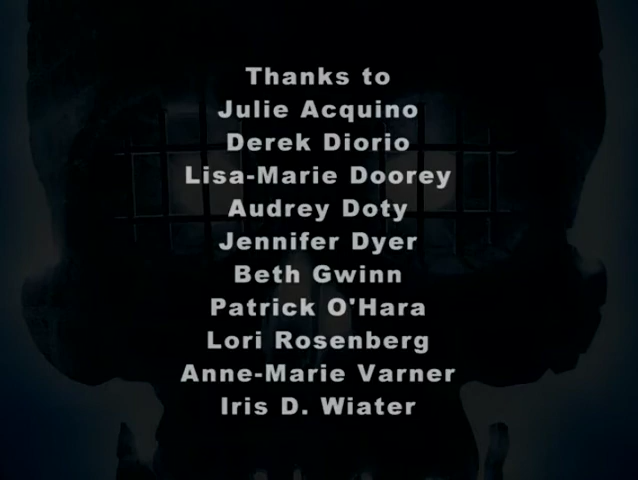 Thanks to
Julie Acquino
Derek Diorio
Lisa-Marie Doorey
Audrey Doty
Jennifer Dyer
Beth Gwinn
Patrick O'Hara
Lori Rosenberg
Anne-Marie Varner
Iris D. Wiater